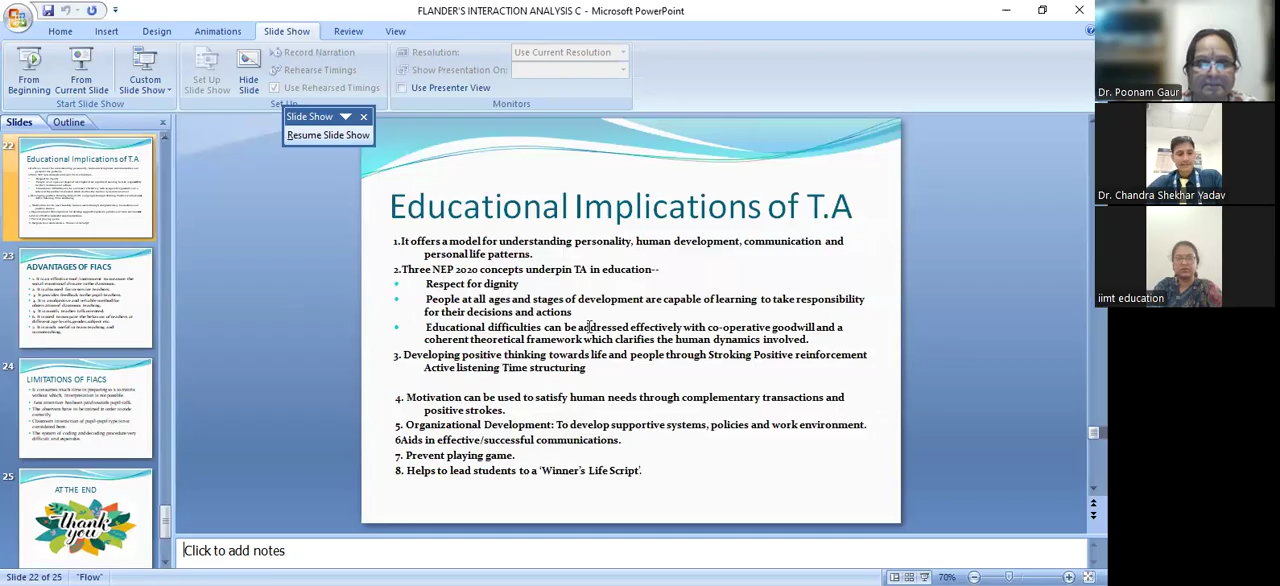 FLANDER'S INTERACTION ANALYSIS C - Microsoft PowerPoint
Home Insert Design Animations Slide Show Review View
From Beginning
From Current Slide
Custom Slide Show
Start Slide Show
Set Up Slide Show
Hide Slide
Record Narration
Rehearse Timings
Use Rehearsed Timings
Set Up
Resolution: Use Current Resolution
Show Presentation On:
Use Presenter View
Monitors
Slide Show
Resume Slide Show
Slides Outline
22
Educational Implications of T.A
23
ADVANTAGES OF FIACS
24
LIMITATIONS OF FIACS
25
AT THE END
thank you
Educational Implications of T.A
1.It offers a model for understanding personality, human development, communication and
personal life patterns.
2.Three NEP 2020 concepts underpin TA in education--
Respect for dignity
People at all ages and stages of development are capable of learning to take responsibility
for their decisions and actions
Educational difficulties can be addressed effectively with co-operative goodwill and a
coherent theoretical framework which clarifies the human dynamics involved.
3. Developing positive thinking towards life and people through Stroking Positive reinforcement
Active listening Time structuring
4. Motivation can be used to satisfy human needs through complementary transactions and
positive strokes.
5. Organizational Development: To develop supportive systems, policies and work environment.
6Aids in effective/successful communications.
7. Prevent playing game.
8. Helps to lead students to a ‘Winner’s Life Script’.
Click to add notes
Slide 22 of 25 "Flow" 70%
Dr. Poonam Gaur
Dr. Chandra Shekhar Yadav
iimt education